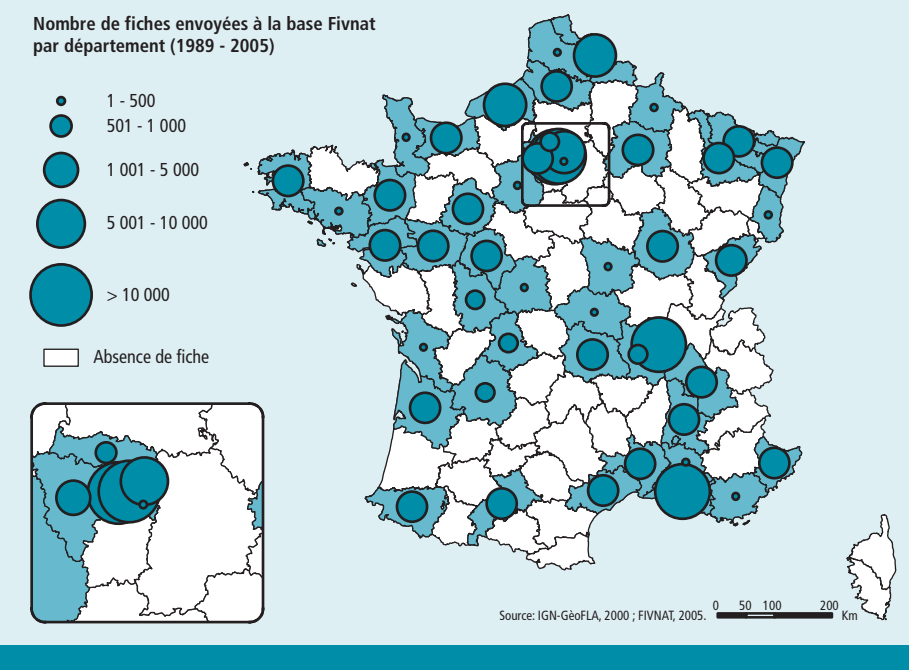 Nombre de fiches envoyées à la base Fivnat
par département (1989 - 2005)
1 - 500
501 - 1 000
1 001 - 5 000
5 001 - 10 000
> 10 000
Absence de fiche
Source: IGN-GèoFLA, 2000 ; FIVNAT, 2005.
0 50 100 200
Km